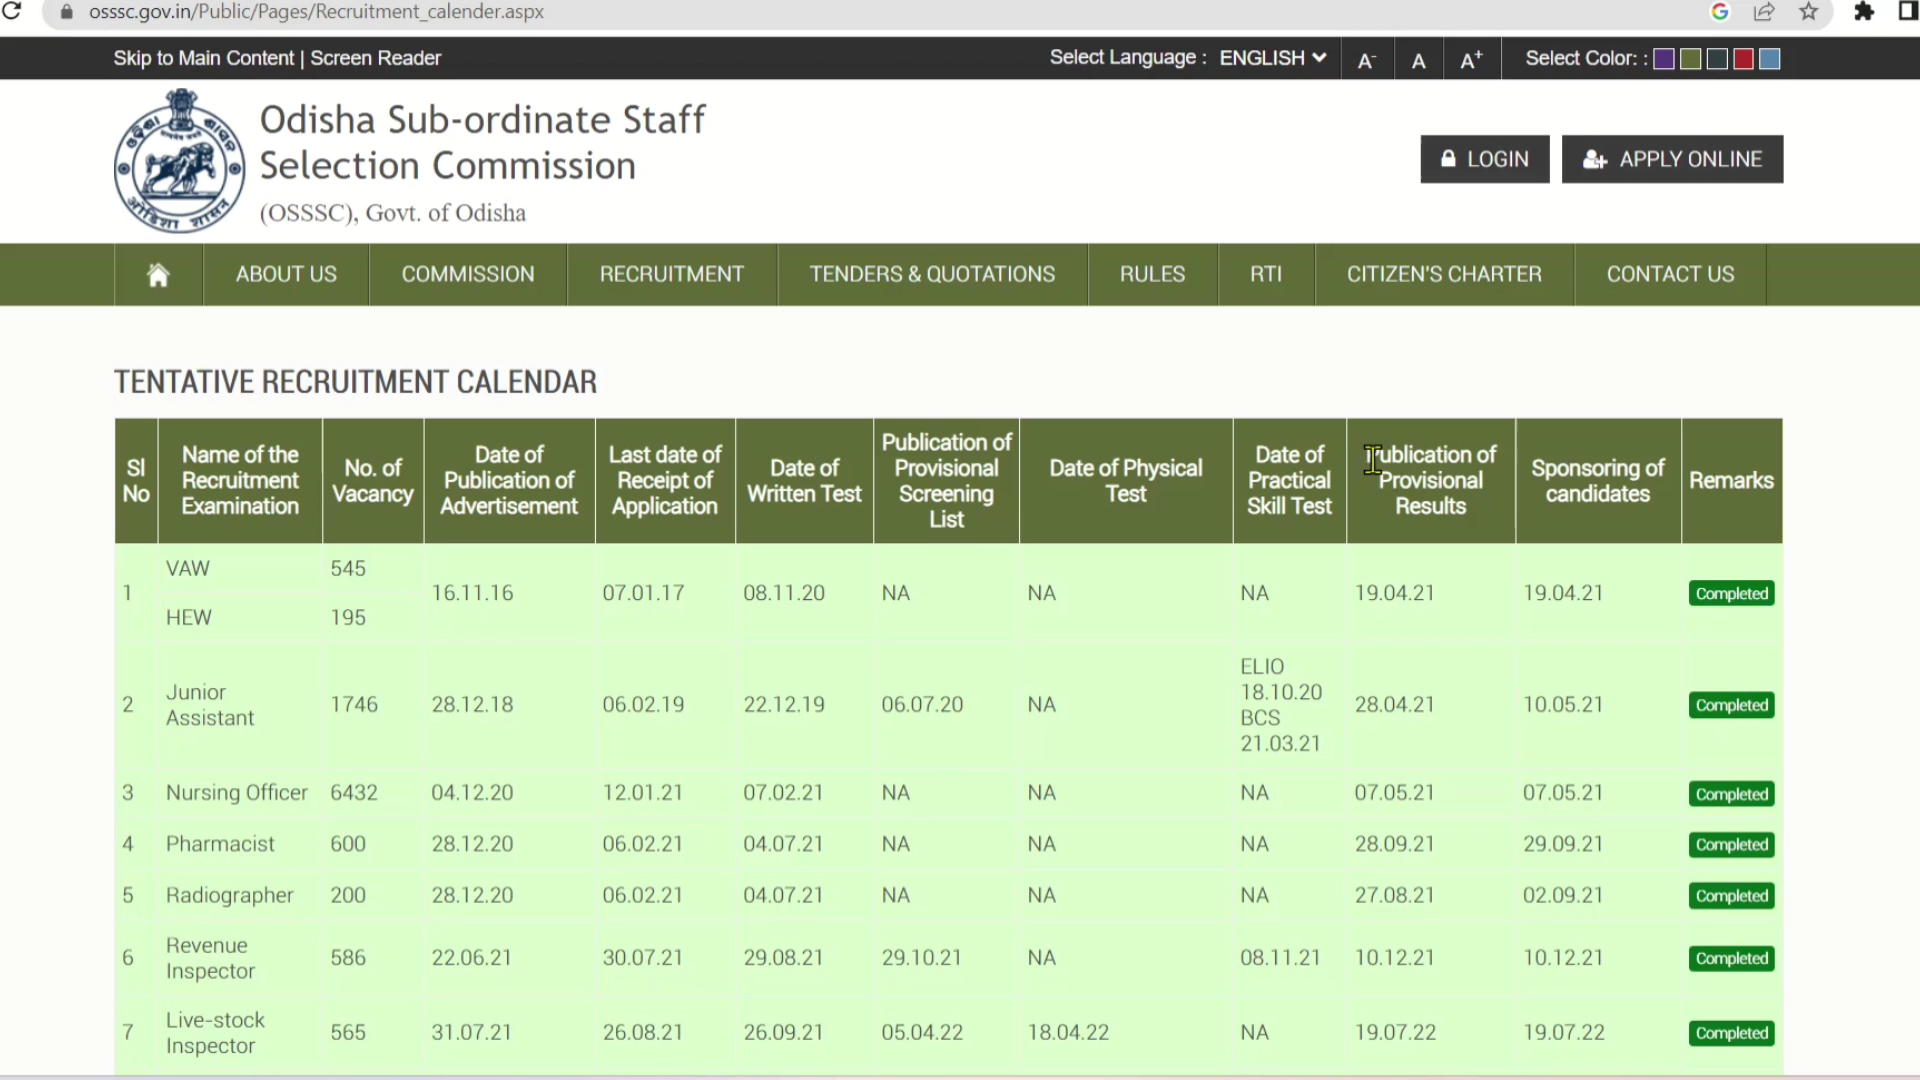 osssc.gov.in/Public/Pages/Recruitment_calender.aspx
Skip to Main Content | Screen Reader
Select Language : ENGLISH A- A A+ Select Color: :
Odisha Sub-ordinate Staff
Selection Commission
(OSSSC), Govt. of Odisha
LOGIN
APPLY ONLINE
ABOUT US COMMISSION RECRUITMENT TENDERS & QUOTATIONS RULES RTI CITIZEN'S CHARTER CONTACT US
TENTATIVE RECRUITMENT CALENDAR
Sl
No
Name of the
Recruitment
Examination
No. of
Vacancy
Date of
Publication of
Advertisement
Last date of
Receipt of
Application
Date of
Written Test
Publication of
Provisional
Screening
List
Date of Physical
Test
Date of
Practical
Skill Test
Publication of
Provisional
Results
Sponsoring of
candidates
Remarks
1
VAW 545
HEW 195
16.11.16 07.01.17 08.11.20 NA NA NA 19.04.21 19.04.21 Completed
2
Junior
Assistant
1746 28.12.18 06.02.19 22.12.19 06.07.20 NA
ELIO
18.10.20
BCS
21.03.21
28.04.21 10.05.21 Completed
3 Nursing Officer 6432 04.12.20 12.01.21 07.02.21 NA NA NA 07.05.21 07.05.21 Completed
4 Pharmacist 600 28.12.20 06.02.21 04.07.21 NA NA NA 28.09.21 29.09.21 Completed
5 Radiographer 200 28.12.20 06.02.21 04.07.21 NA NA NA 27.08.21 02.09.21 Completed
6
Revenue
Inspector
586 22.06.21 30.07.21 29.08.21 29.10.21 NA 08.11.21 10.12.21 10.12.21 Completed
7
Live-stock
Inspector
565 31.07.21 26.08.21 26.09.21 05.04.22 18.04.22 NA 19.07.22 19.07.22 Completed